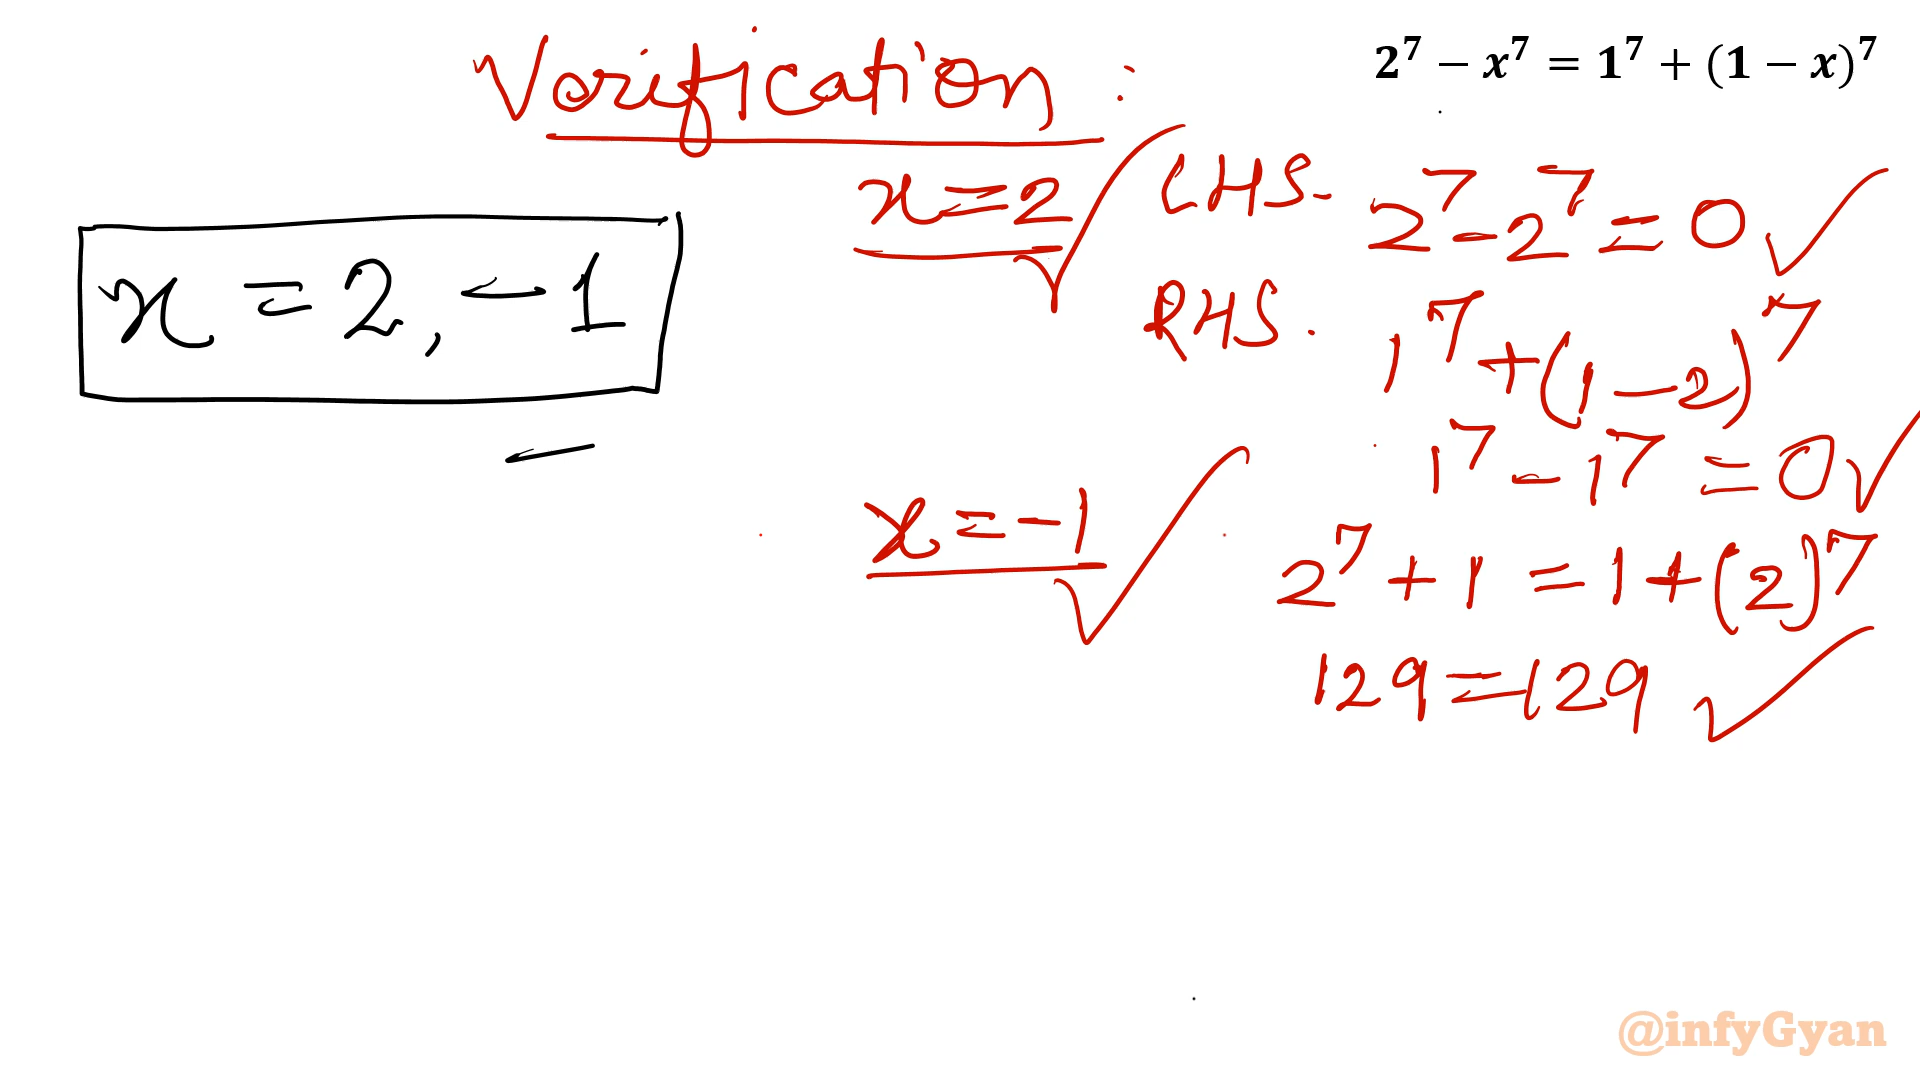 Verification :
2⁷ − x⁷ = 1⁷ + (1 − x)⁷
x = 2
LHS. 2⁷ − 2⁷ = 0 ✓
x = 2, − 1
RHS. 1⁷ + (1 − 2)⁷
1⁷ − 1⁷ = 0 ✓
x = −1
2⁷ + 1 = 1 + (2)⁷
129 = 129 ✓
@infyGyan